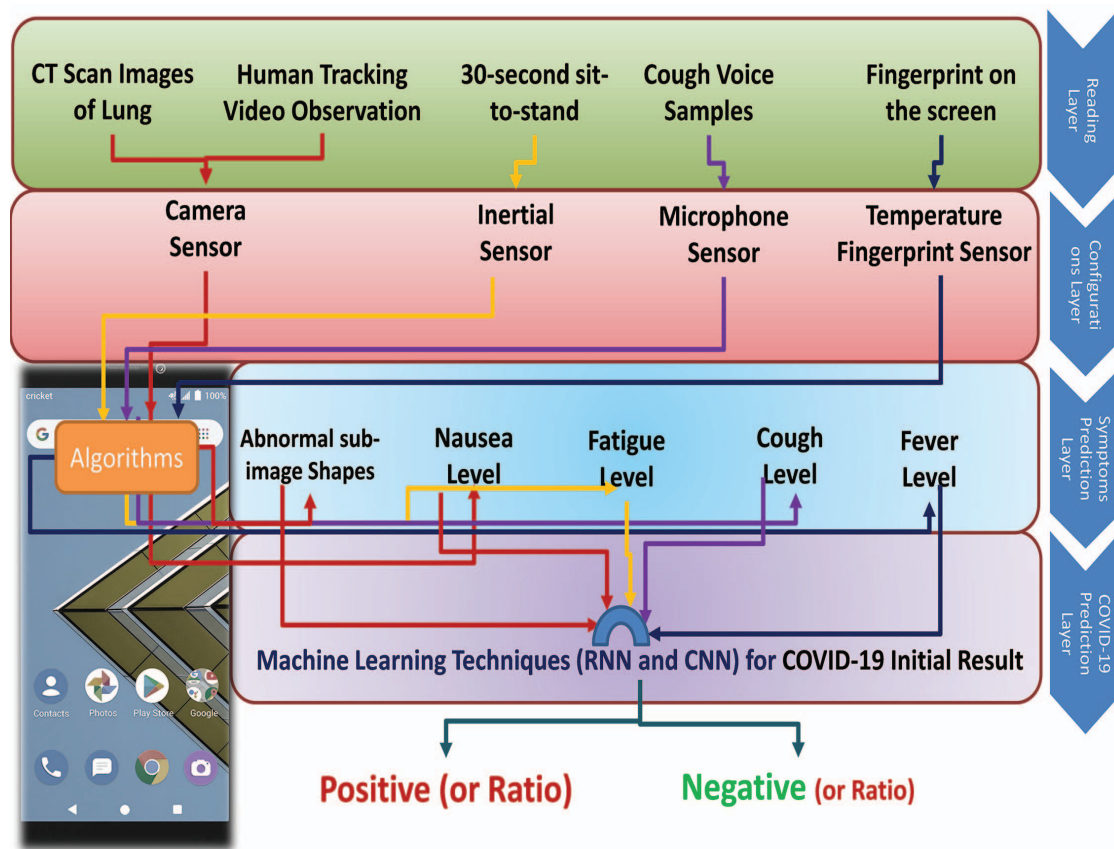 CT Scan Images
of Lung
Human Tracking
Video Observation
30-second sit-
to-stand
Cough Voice
Samples
Fingerprint on
the screen
Reading
Layer
Camera
Sensor
Inertial
Sensor
Microphone
Sensor
Temperature
Fingerprint Sensor
Configurati
ons Layer
cricket
100%
G
Algorithms
Abnormal sub-
image Shapes
Nausea
Level
Fatigue
Level
Cough
Level
Fever
Level
Symptoms
Prediction
Layer
Machine Learning Techniques (RNN and CNN) for COVID-19 Initial Result
COVID-19
Prediction
Layer
Contacts
Photos
Play Store
Google
Positive (or Ratio)
Negative (or Ratio)